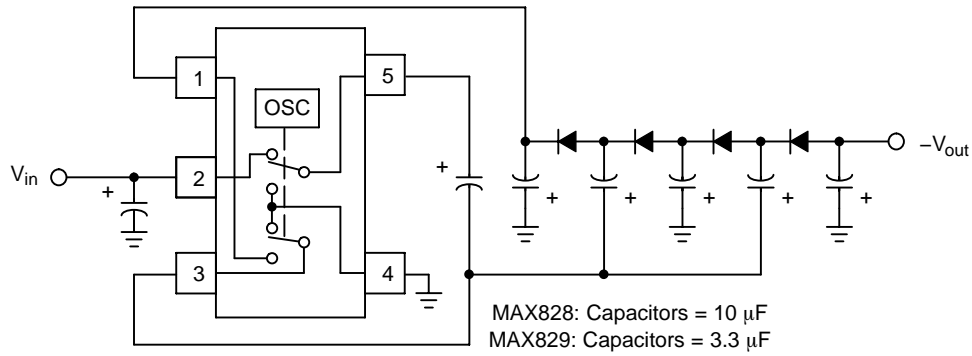 1
5
OSC
V_in
+
2
+
-V_out
+
+
+
+
+
3
4
MAX828: Capacitors = 10 μF
MAX829: Capacitors = 3.3 μF